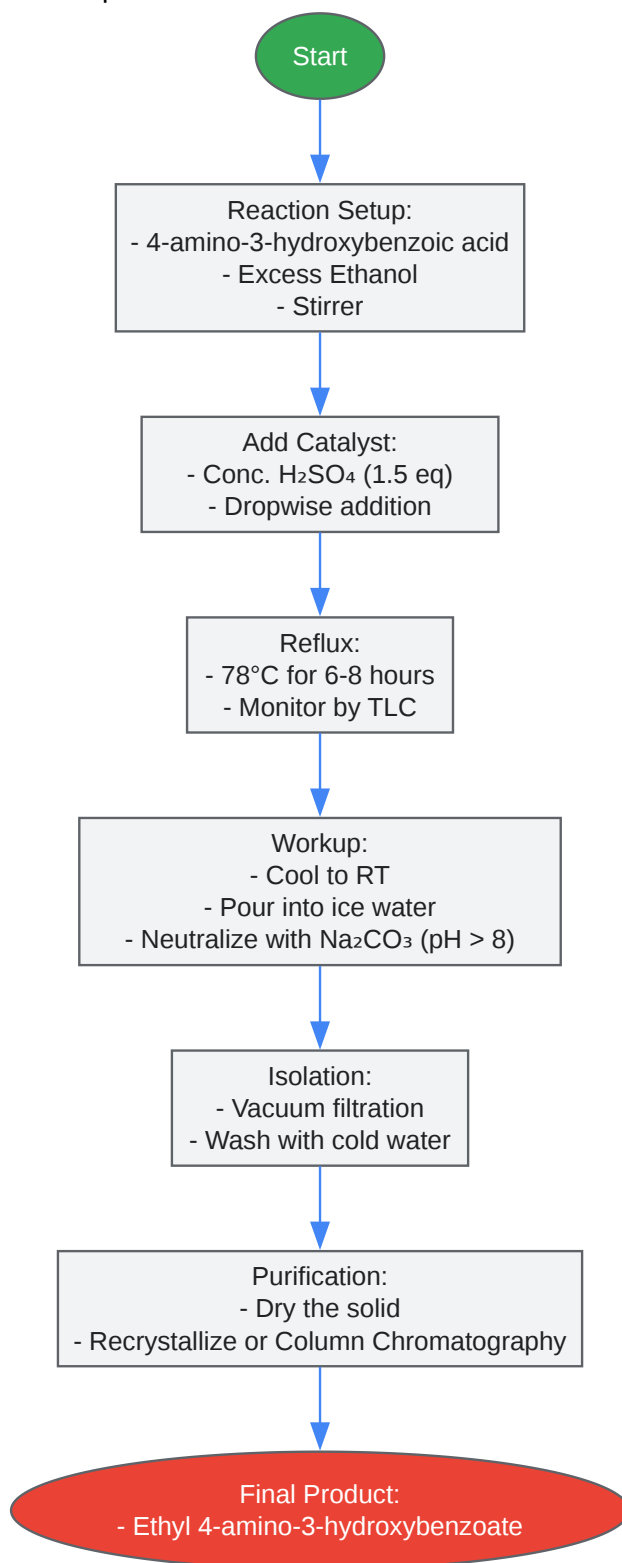 Start
Reaction Setup:
- 4-amino-3-hydroxybenzoic acid
- Excess Ethanol
- Stirrer
Add Catalyst:
- Conc. H₂SO₄ (1.5 eq)
- Dropwise addition
Reflux:
- 78°C for 6-8 hours
- Monitor by TLC
Workup:
- Cool to RT
- Pour into ice water
- Neutralize with Na₂CO₃ (pH > 8)
Isolation:
- Vacuum filtration
- Wash with cold water
Purification:
- Dry the solid
- Recrystallize or Column Chromatography
Final Product:
- Ethyl 4-amino-3-hydroxybenzoate